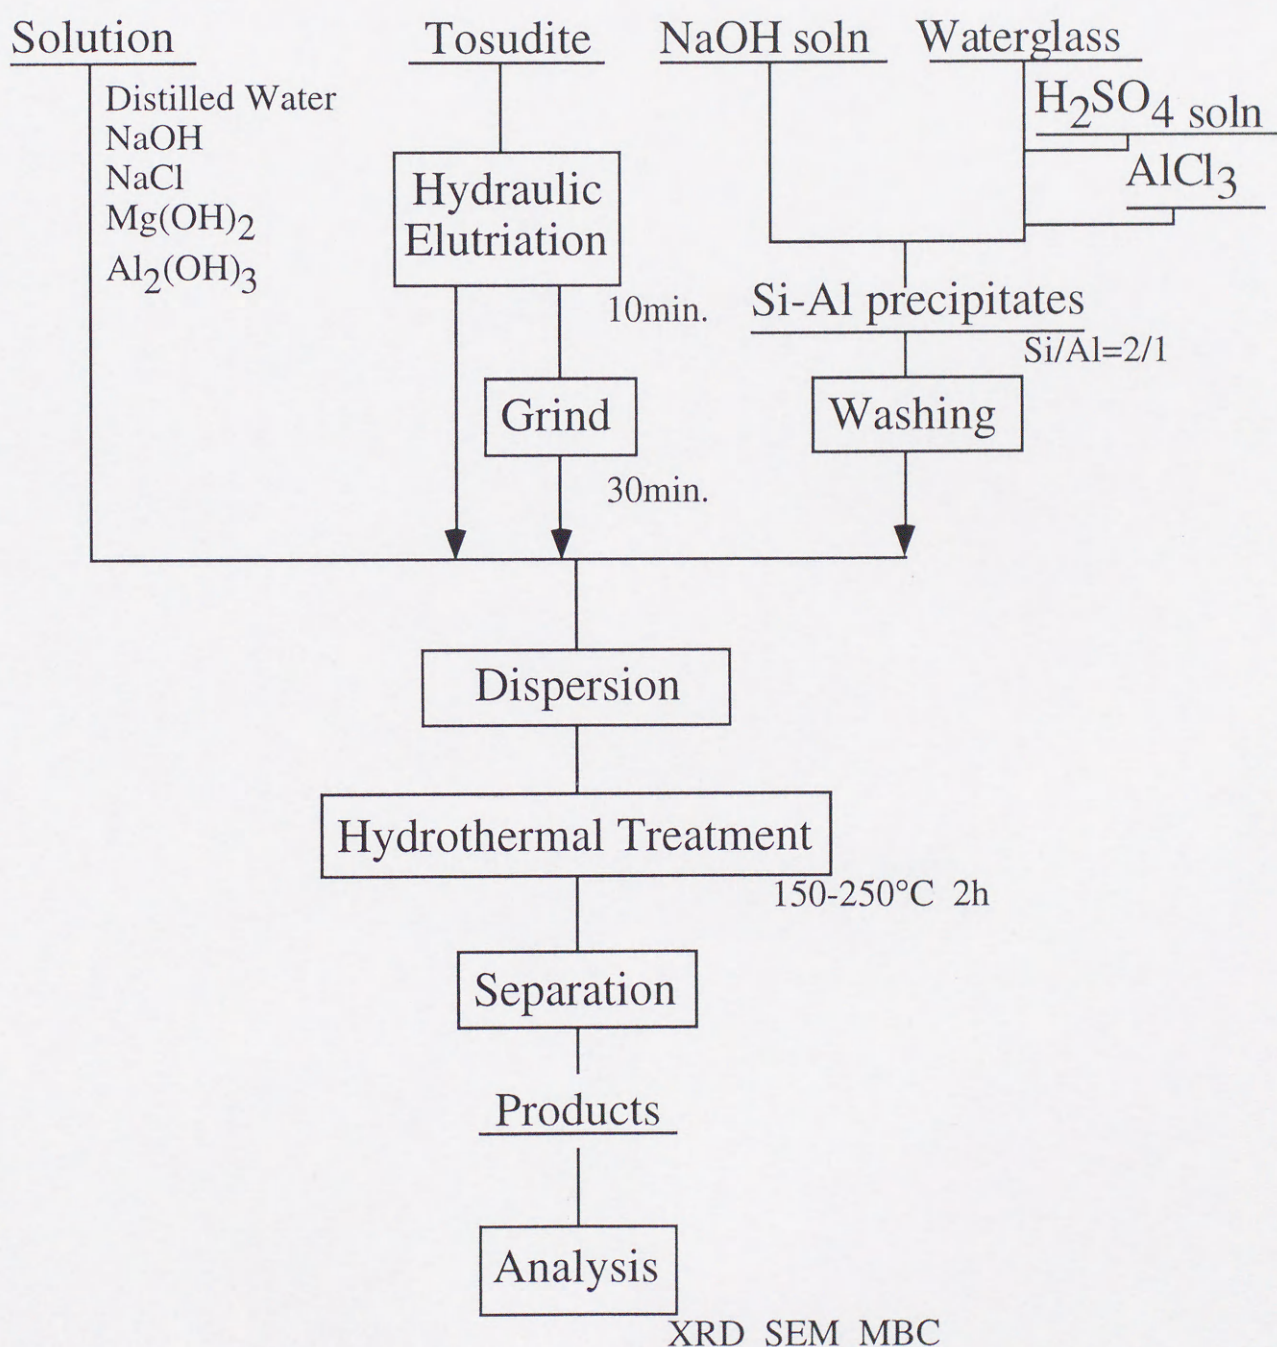 Solution
Distilled Water
NaOH
NaCl
Mg(OH)2
Al2(OH)3
Tosudite
Hydraulic
Elutriation
10min.
Grind
30min.
NaOH soln
Waterglass
H2SO4 soln
AlCl3
Si-Al precipitates
Si/Al=2/1
Washing
Dispersion
Hydrothermal Treatment
150-250°C 2h
Separation
Products
Analysis
XRD SEM MBC